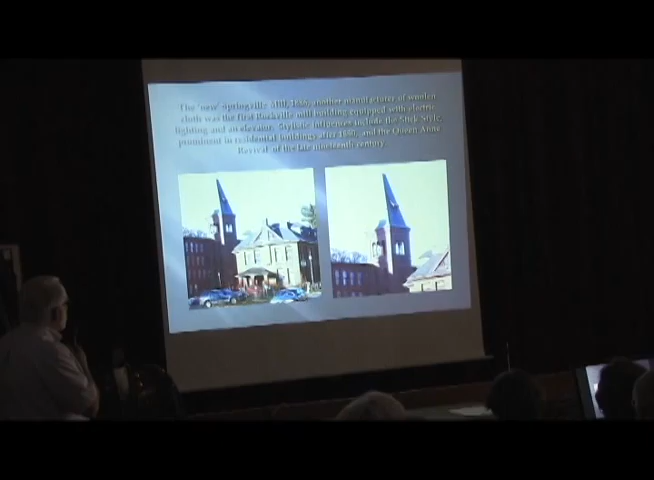 The 'new' Springville Mill, 1886, another manufacturer of woolen
cloth was the first Rockville mill building equipped with electric
lighting and an elevator. Stylistic influences include the Stick Style,
prominent in residential buildings after 1860, and the Queen Anne
Revival of the late nineteenth century.